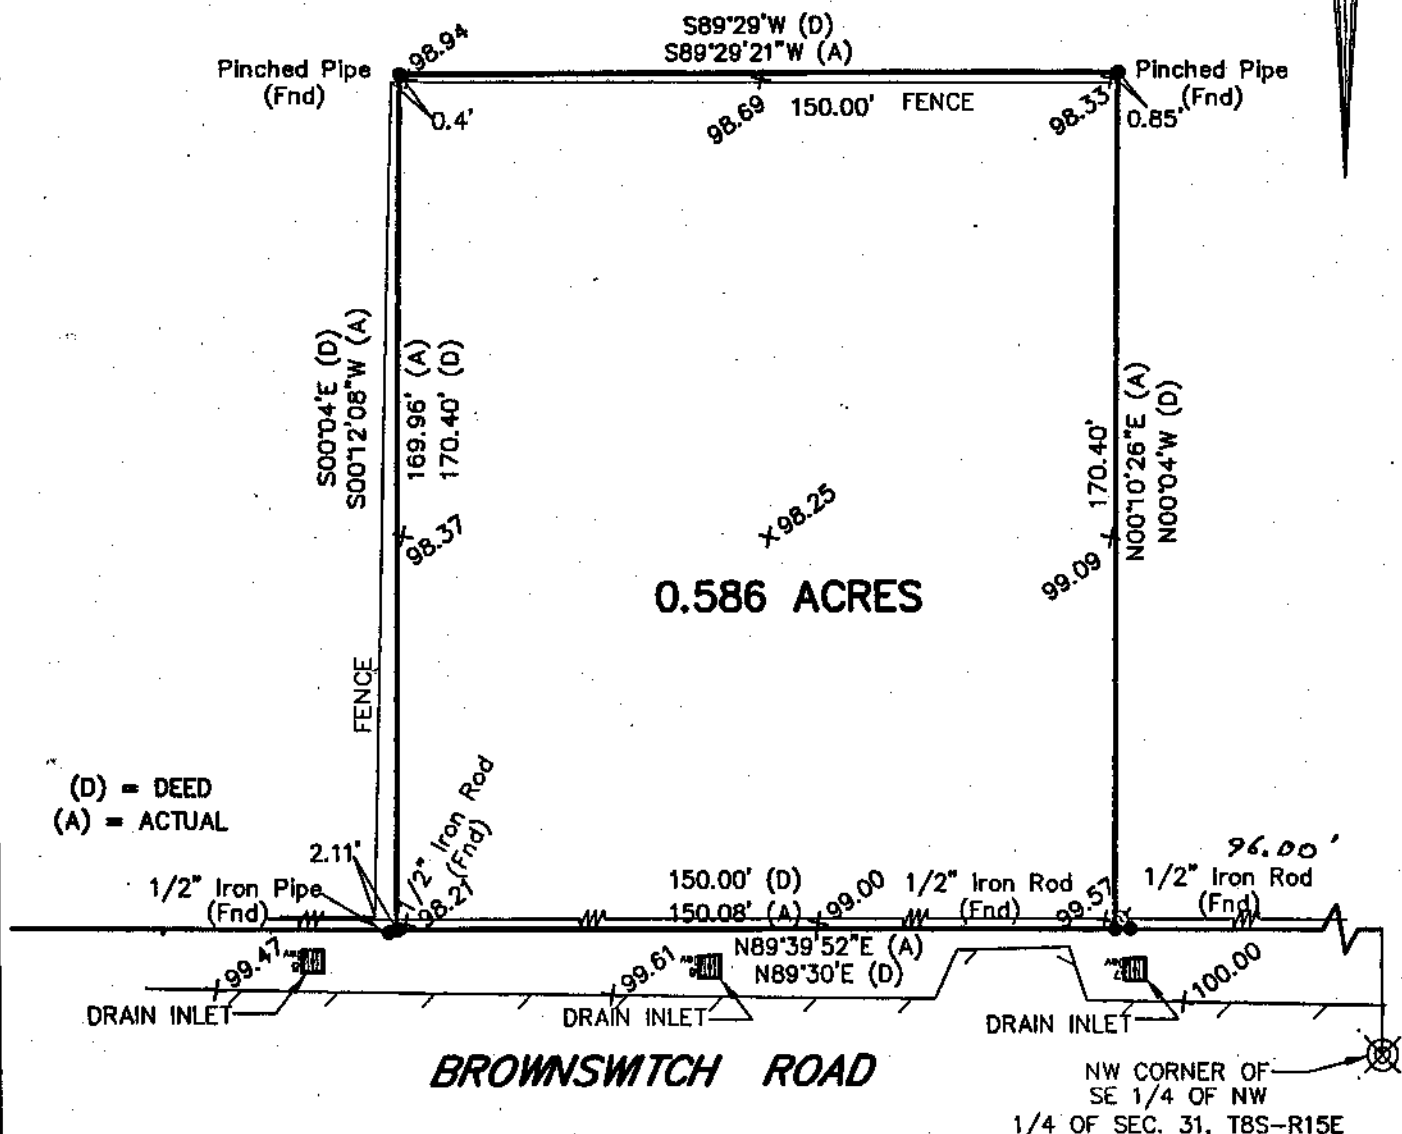 S89°29'W (D)
S89°29'21"W (A)
98.94
Pinched Pipe
(Fnd)
0.4'
98.69
150.00'
FENCE
98.33
Pinched Pipe
(Fnd)
0.85'
S00°04'E (D)
S00°12'08"W (A)
169.96' (A)
170.40' (D)
170.40'
N00°10'26"E (A)
N00°04'W (D)
98.37
98.25
99.09
0.586 ACRES
FENCE
(D) = DEED
(A) = ACTUAL
2.11'
1/2" Iron Pipe
(Fnd)
1/2" Iron Rod
(Fnd)
98.27
150.00' (D)
150.08' (A)
99.00
1/2" Iron Rod
(Fnd)
99.57
96.00'
1/2" Iron Rod
(Fnd)
N89°39'52"E (A)
N89°30'E (D)
99.47
99.61
100.00
DRAIN INLET
DRAIN INLET
DRAIN INLET
BROWNSWITCH ROAD
NW CORNER OF
SE 1/4 OF NW
1/4 OF SEC. 31, T8S-R15E